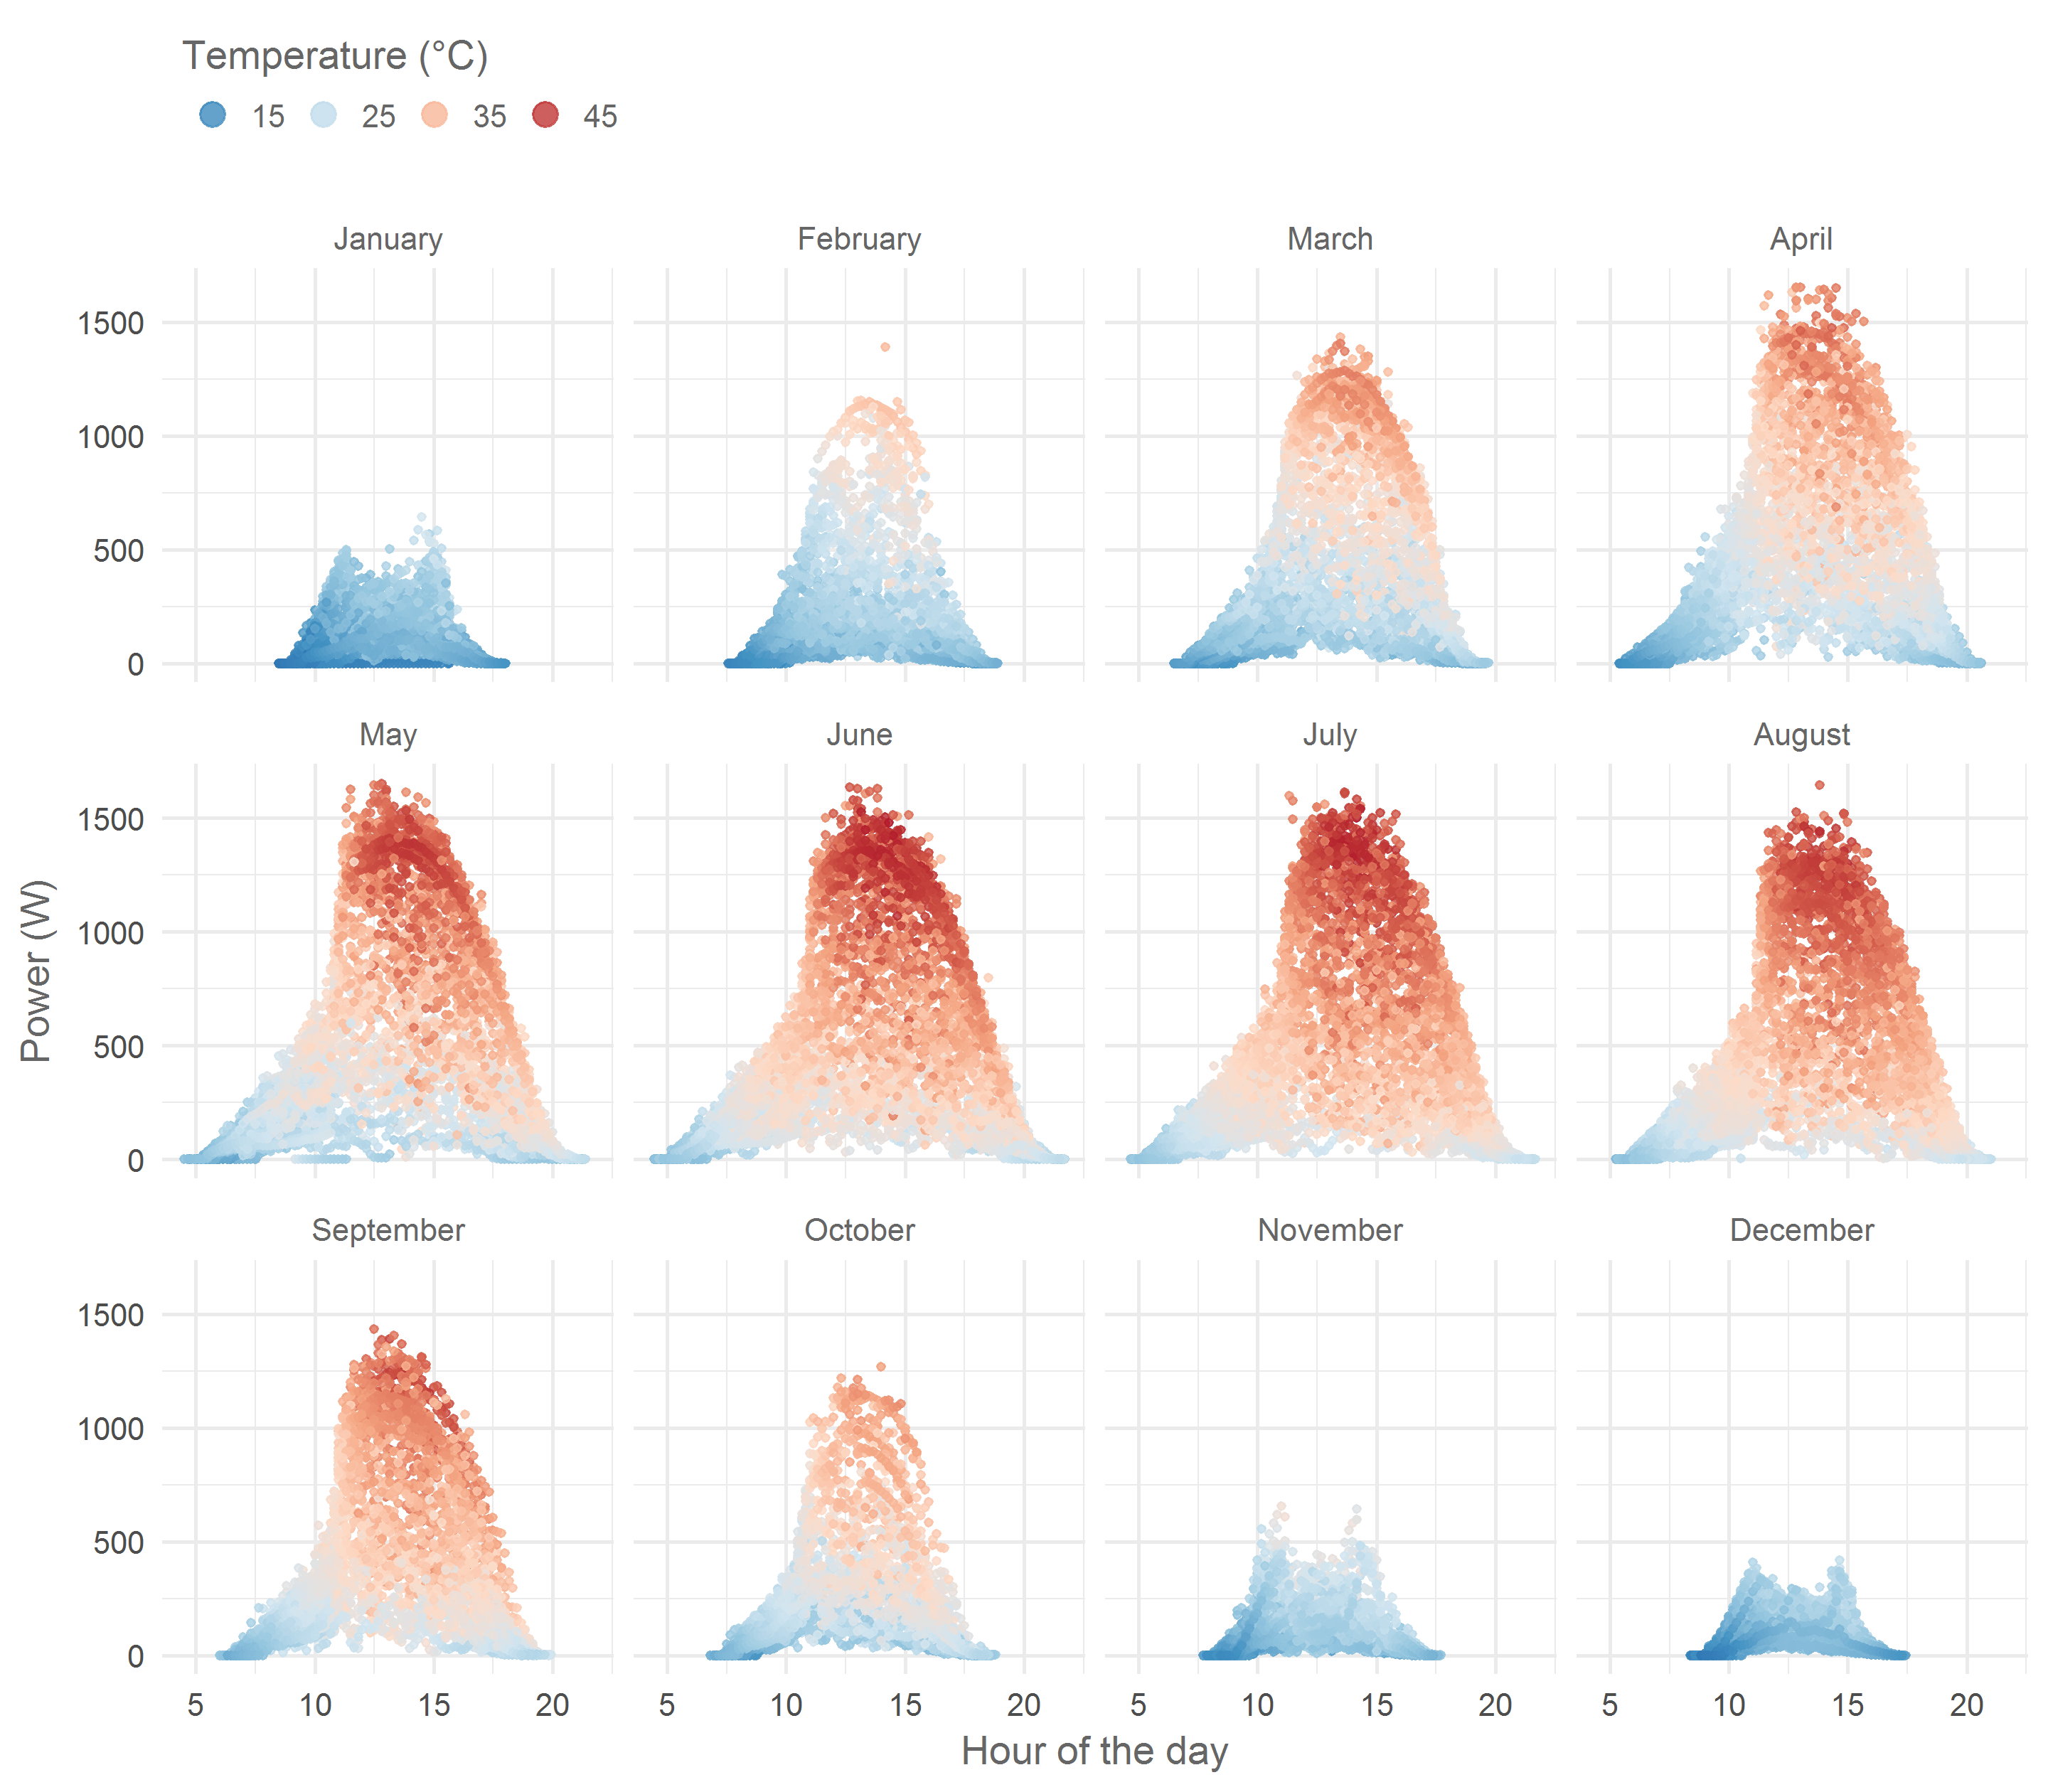 Temperature (°C)
15 25 35 45
January February March April
1500
1000
500
0
May June July August
1500
1000
500
0
Power (W)
September October November December
1500
1000
500
0
5 10 15 20 5 10 15 20 5 10 15 20 5 10 15 20
Hour of the day